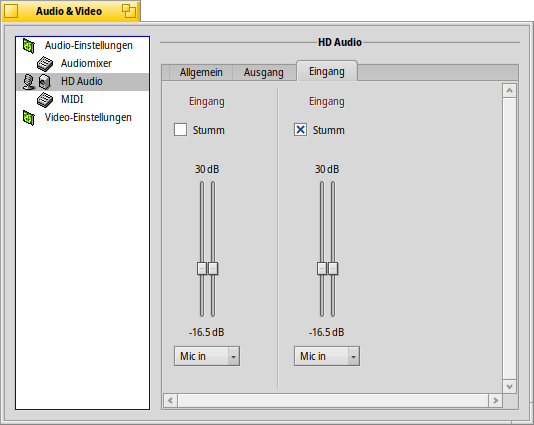 Audio & Video
Audio-Einstellungen
Audiomixer
HD Audio
MIDI
Video-Einstellungen
HD Audio
Allgemein Ausgang Eingang
Eingang Eingang
Stumm Stumm
30 dB 30 dB
-16.5 dB -16.5 dB
Mic in Mic in